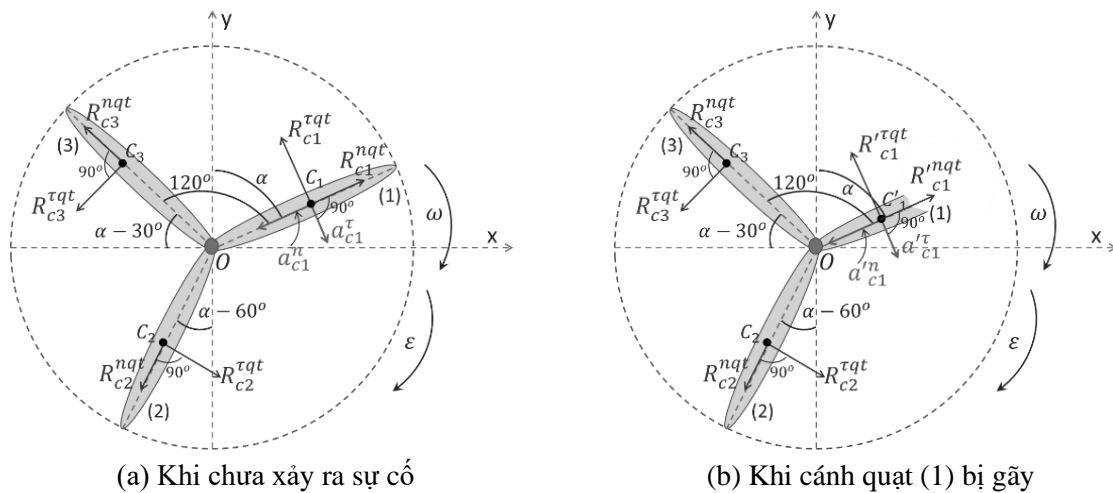 y
R_{c3}^{nqt}
R_{c1}^{τqt}
(3)
C_3
R_{c1}^{nqt}
90^o
120^o
α
C_1
(1)
R_{c3}^{τqt}
90^o
ω
α − 30^o
a_{c1}^{τ}
x
O
a_{c1}^{n}
α − 60^o
C_2
ε
R_{c2}^{nqt}
90^o
R_{c2}^{τqt}
(2)
(a) Khi chưa xảy ra sự cố
y
R_{c3}^{nqt}
R'^{τqt}_{c1}
(3)
C_3
R'^{nqt}_{c1}
90^o
120^o
α
C'_1
(1)
R_{c3}^{τqt}
90^o
ω
α − 30^o
a'^{τ}_{c1}
x
O
a'^{n}_{c1}
α − 60^o
C_2
ε
R_{c2}^{nqt}
90^o
R_{c2}^{τqt}
(2)
(b) Khi cánh quạt (1) bị gãy